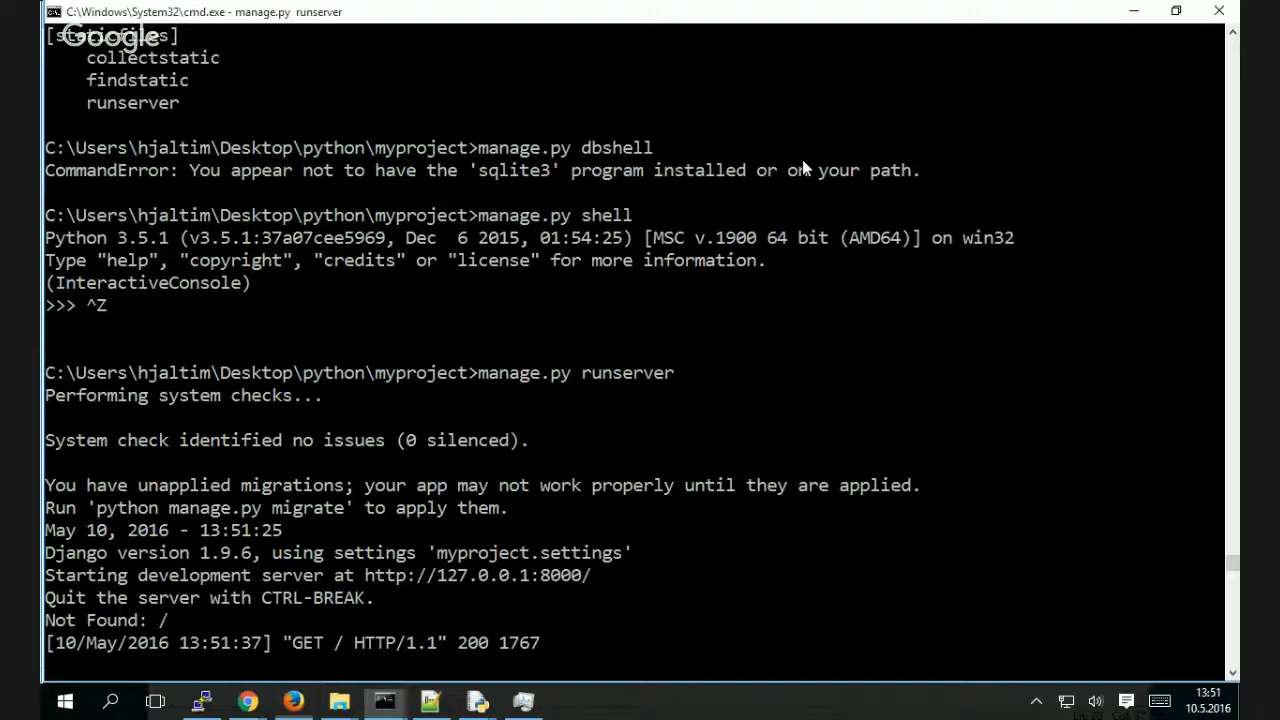 C:\Windows\System32\cmd.exe - manage.py  runserver
Google
[staticfiles]
collectstatic
findstatic
runserver
C:\Users\hjaltim\Desktop\python\myproject>manage.py dbshell
CommandError: You appear not to have the 'sqlite3' program installed or on your path.
C:\Users\hjaltim\Desktop\python\myproject>manage.py shell
Python 3.5.1 (v3.5.1:37a07cee5969, Dec  6 2015, 01:54:25) [MSC v.1900 64 bit (AMD64)] on win32
Type "help", "copyright", "credits" or "license" for more information.
(InteractiveConsole)
>>> ^Z
C:\Users\hjaltim\Desktop\python\myproject>manage.py runserver
Performing system checks...
System check identified no issues (0 silenced).
You have unapplied migrations; your app may not work properly until they are applied.
Run 'python manage.py migrate' to apply them.
May 10, 2016 - 13:51:25
Django version 1.9.6, using settings 'myproject.settings'
Starting development server at http://127.0.0.1:8000/
Quit the server with CTRL-BREAK.
Not Found: /
[10/May/2016 13:51:37] "GET / HTTP/1.1" 200 1767
13:51
10.5.2016